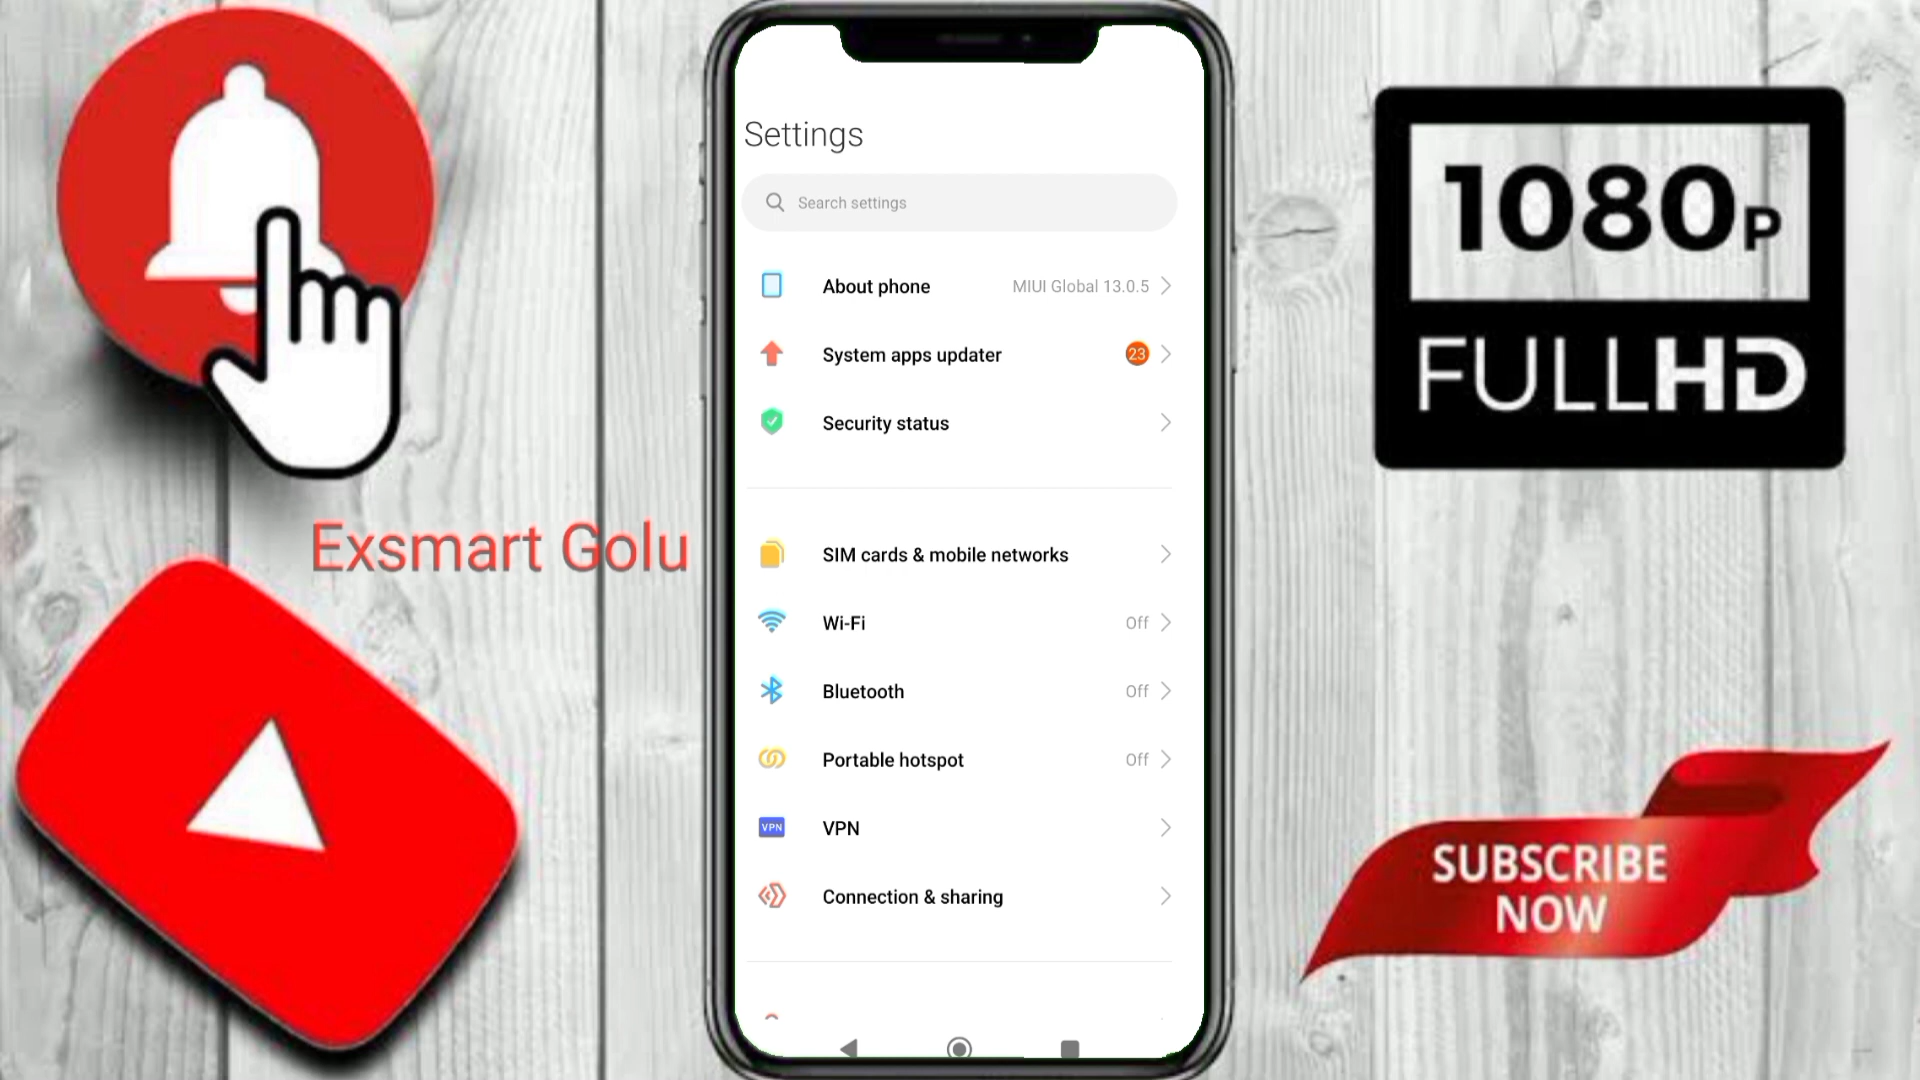 Settings
Search settings
About phone MIUI Global 13.0.5
System apps updater 23
Security status
SIM cards & mobile networks
Wi-Fi Off
Bluetooth Off
Portable hotspot Off
VPN VPN
Connection & sharing
Exsmart Golu
1080P
FULLHD
SUBSCRIBE
NOW